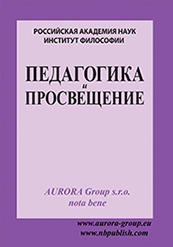 РОССИЙСКАЯ АКАДЕМИЯ НАУК
ИНСТИТУТ ФИЛОСОФИИ
ПЕДАГОГИКА
и
ПРОСВЕЩЕНИЕ
AURORA Group s.r.o.
nota bene
www.aurora-group.eu
www.nbpublish.com